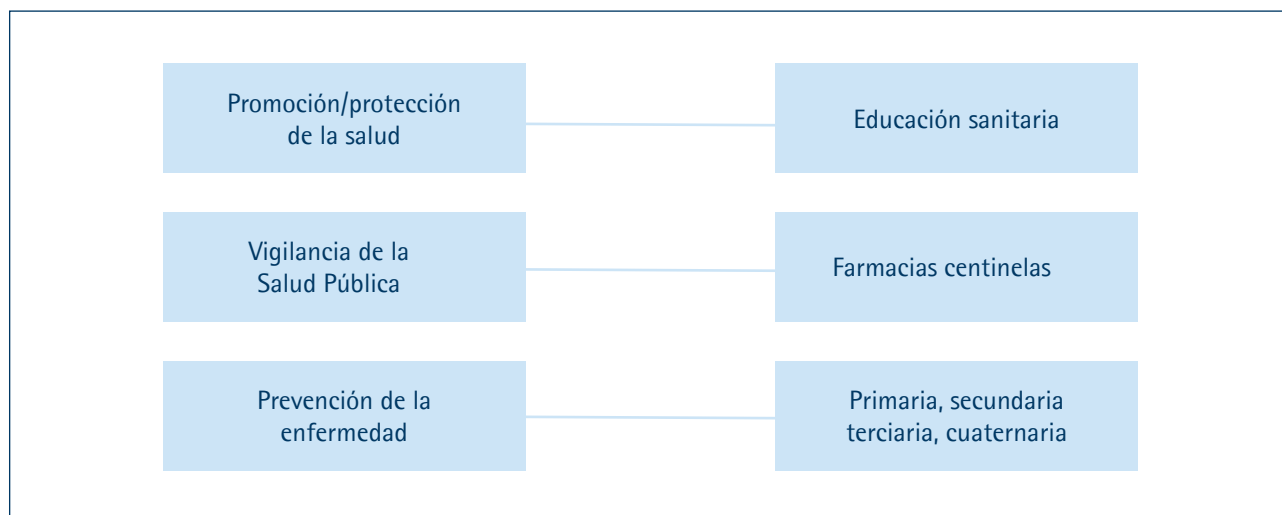 Promoción/protección
de la salud
Educación sanitaria
Vigilancia de la
Salud Pública
Farmacias centinelas
Prevención de la
enfermedad
Primaria, secundaria
terciaria, cuaternaria